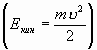 (E_кин = mυ²/2)